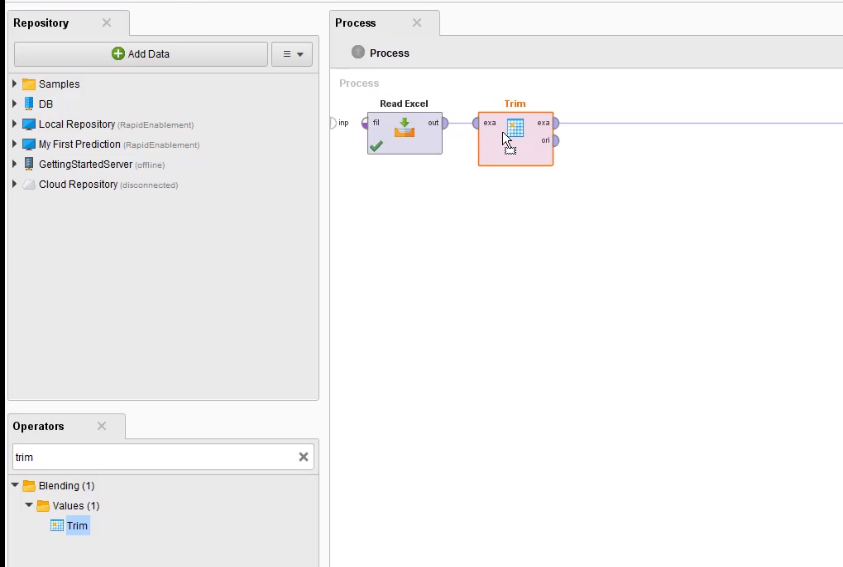 Repository
Add Data
Samples
DB
Local Repository (RapidEnablement)
My First Prediction (RapidEnablement)
GettingStartedServer (offline)
Cloud Repository (disconnected)
Operators
trim
Blending (1)
Values (1)
Trim
Process
Process
Process
Read Excel
Trim
inp
fil
out
exa
exa
ori